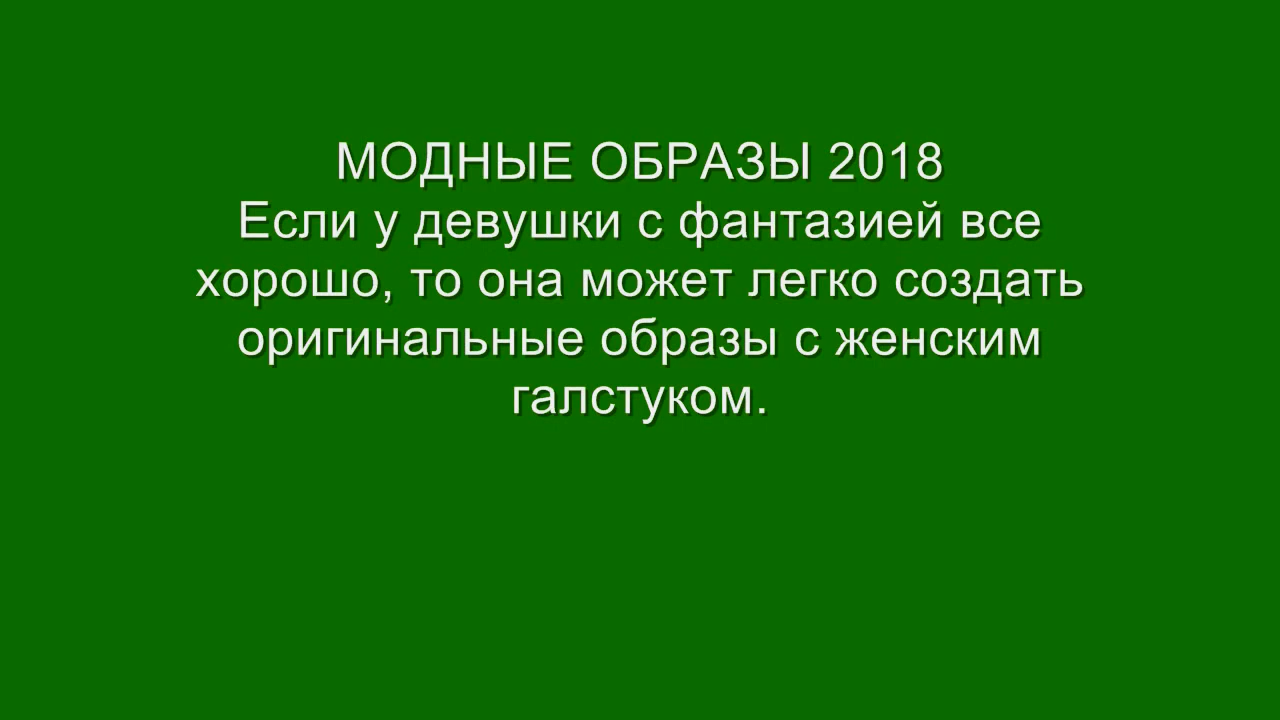 МОДНЫЕ ОБРАЗЫ 2018
Если у девушки с фантазией все
хорошо, то она может легко создать
оригинальные образы с женским
галстуком.